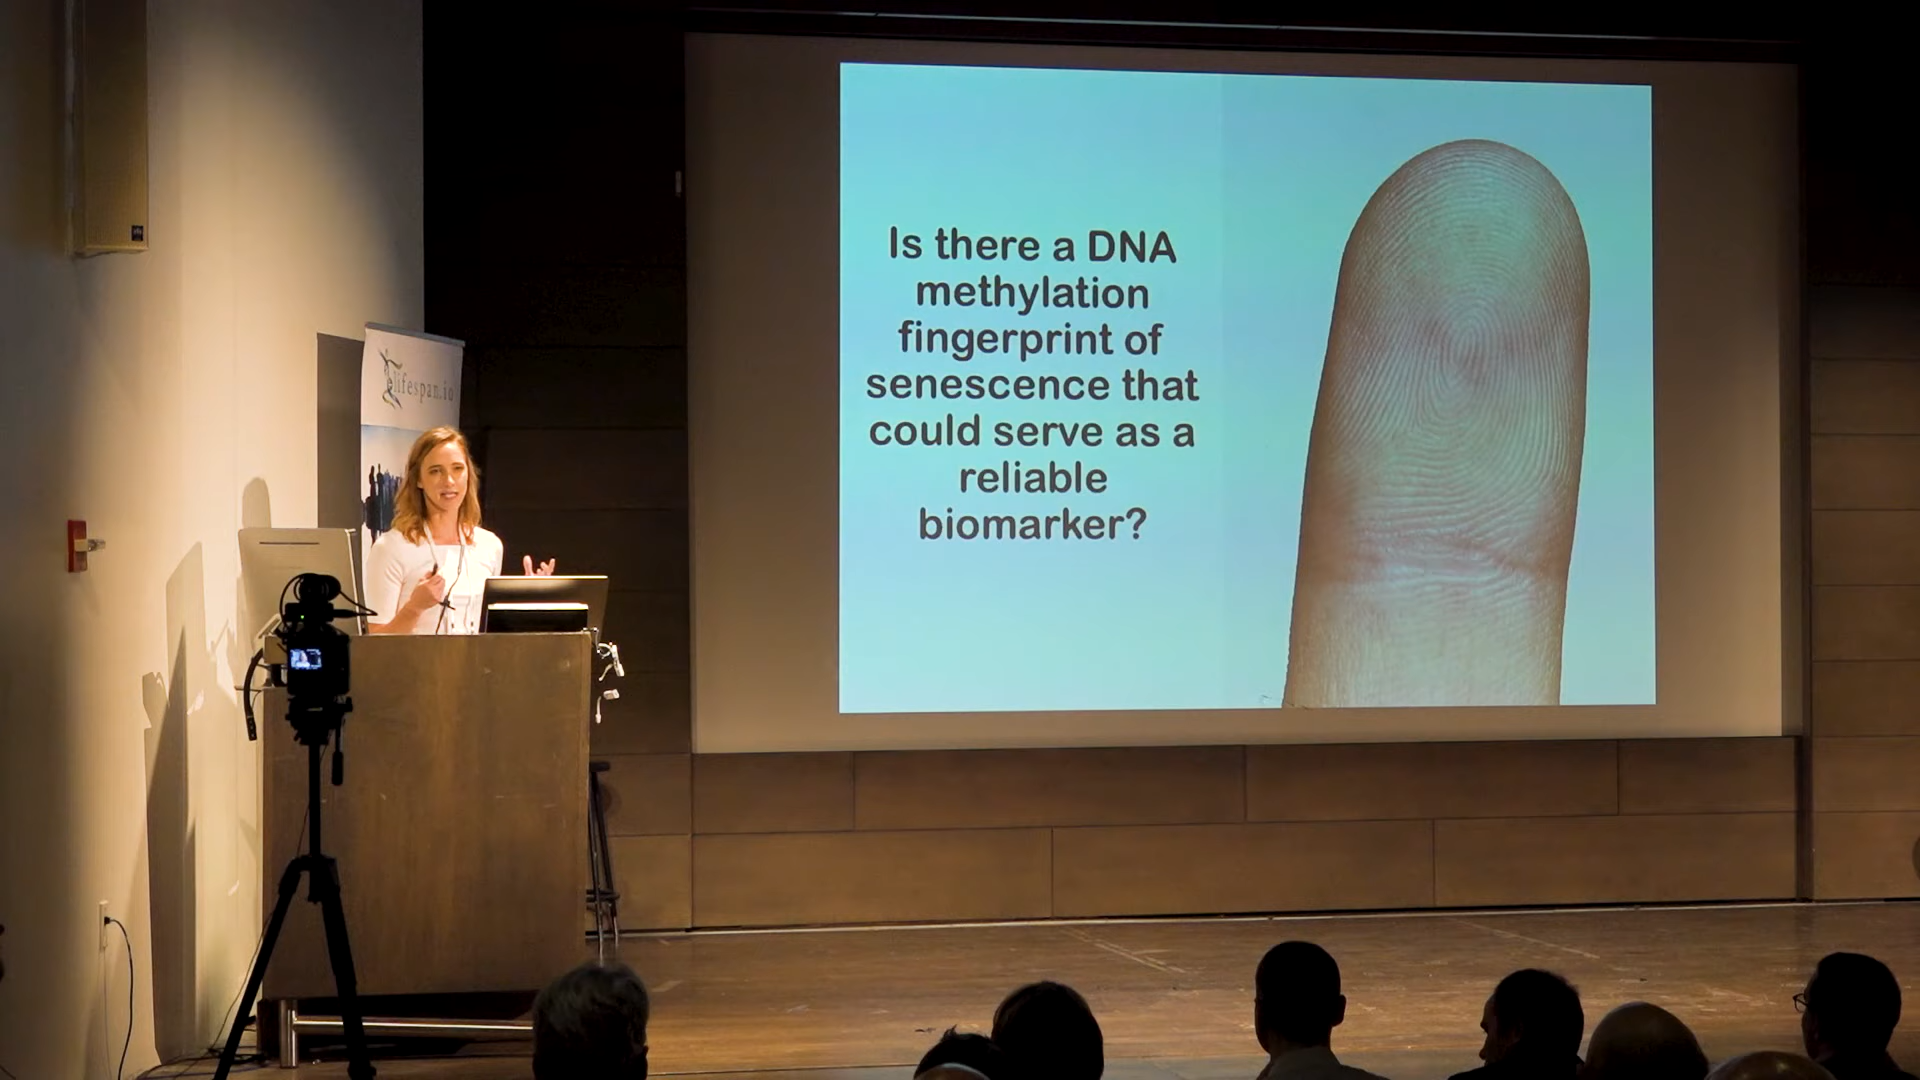 Is there a DNA
methylation
fingerprint of
senescence that
could serve as a
reliable
biomarker?
lifespan.io